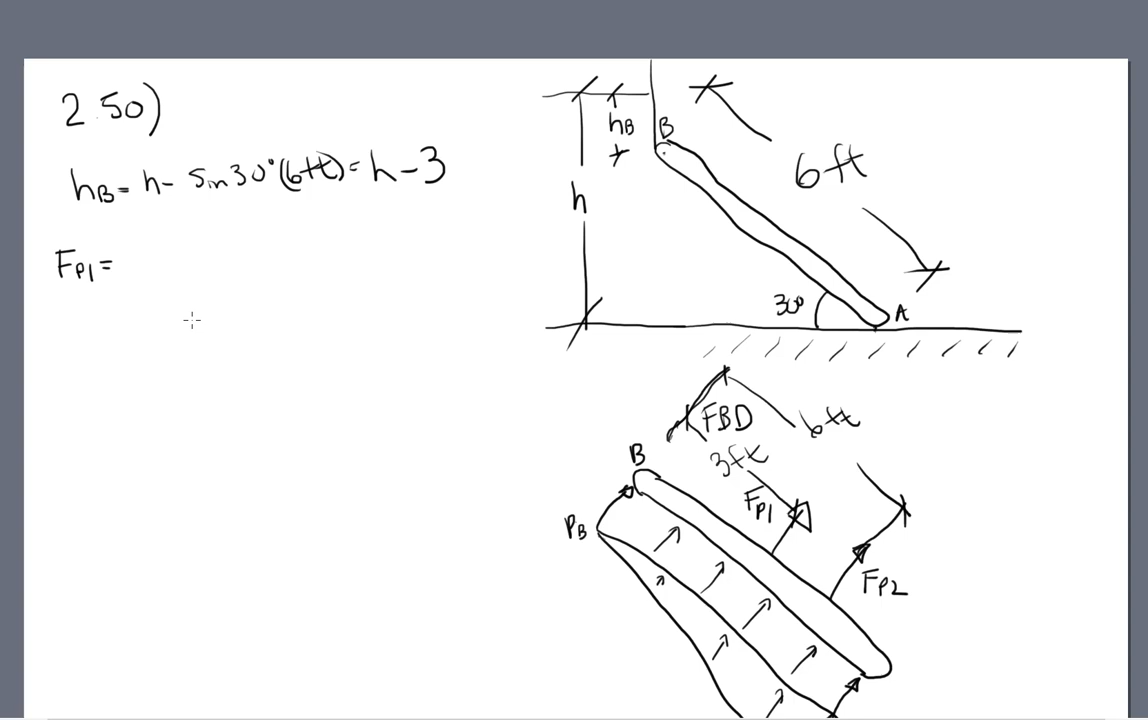 2.50)
hB = h - Sin30°(6ft) = h - 3
FP1 =
hB
B
6ft
h
30°
A
FBD
6ft
B
3ft
FP1
PB
FP2